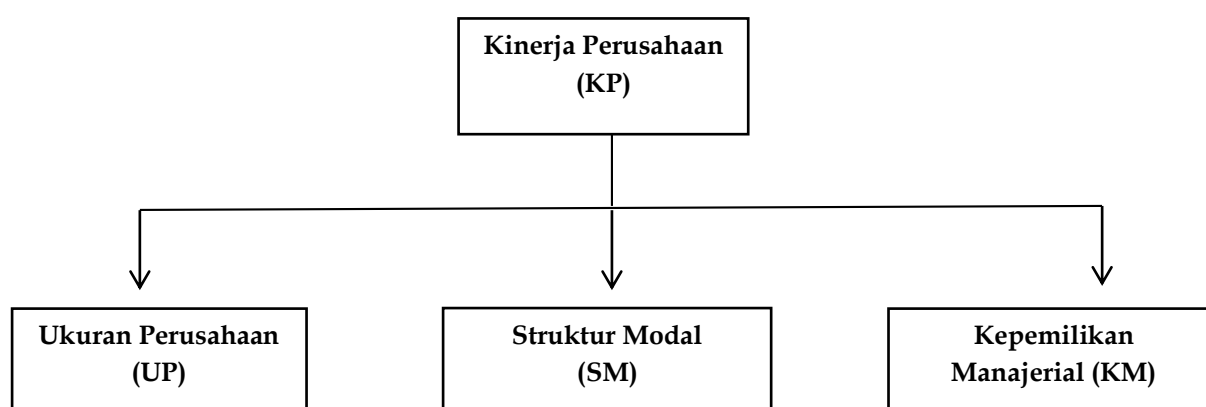 Kinerja Perusahaan
(KP)
Ukuran Perusahaan
(UP)
Struktur Modal
(SM)
Kepemilikan
Manajerial (KM)